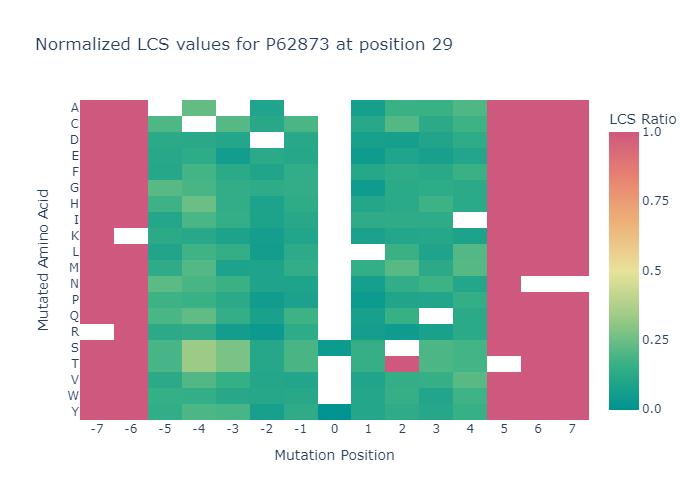 Normalized LCS values for P62873 at position 29
LCS Ratio
1.0
0.75
0.5
0.25
0.0
Mutated Amino Acid
A
C
D
E
F
G
H
I
K
L
M
N
P
Q
R
S
T
V
W
Y
-7 -6 -5 -4 -3 -2 -1 0 1 2 3 4 5 6 7
Mutation Position